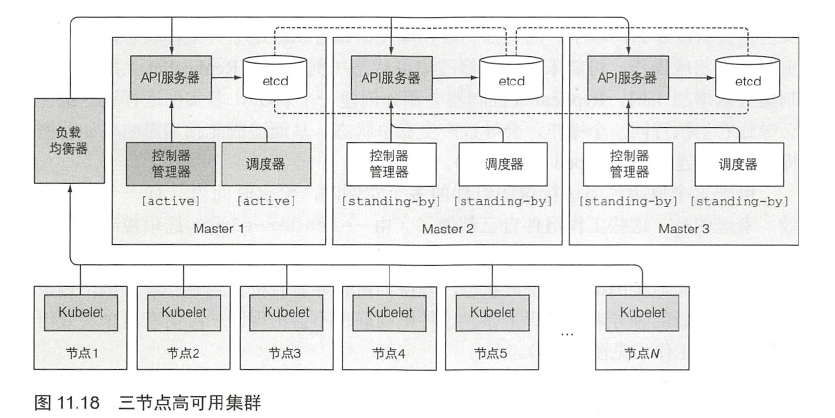 API服务器
etcd
API服务器
etcd
API服务器
etcd
负载
均衡器
控制器
管理器
调度器
控制器
管理器
调度器
控制器
管理器
调度器
[active]
[active]
[standing-by]
[standing-by]
[standing-by]
[standing-by]
Master 1
Master 2
Master 3
Kubelet
Kubelet
Kubelet
Kubelet
Kubelet
Kubelet
节点1
节点2
节点3
节点4
节点5
...
节点N
图 11.18 三节点高可用集群